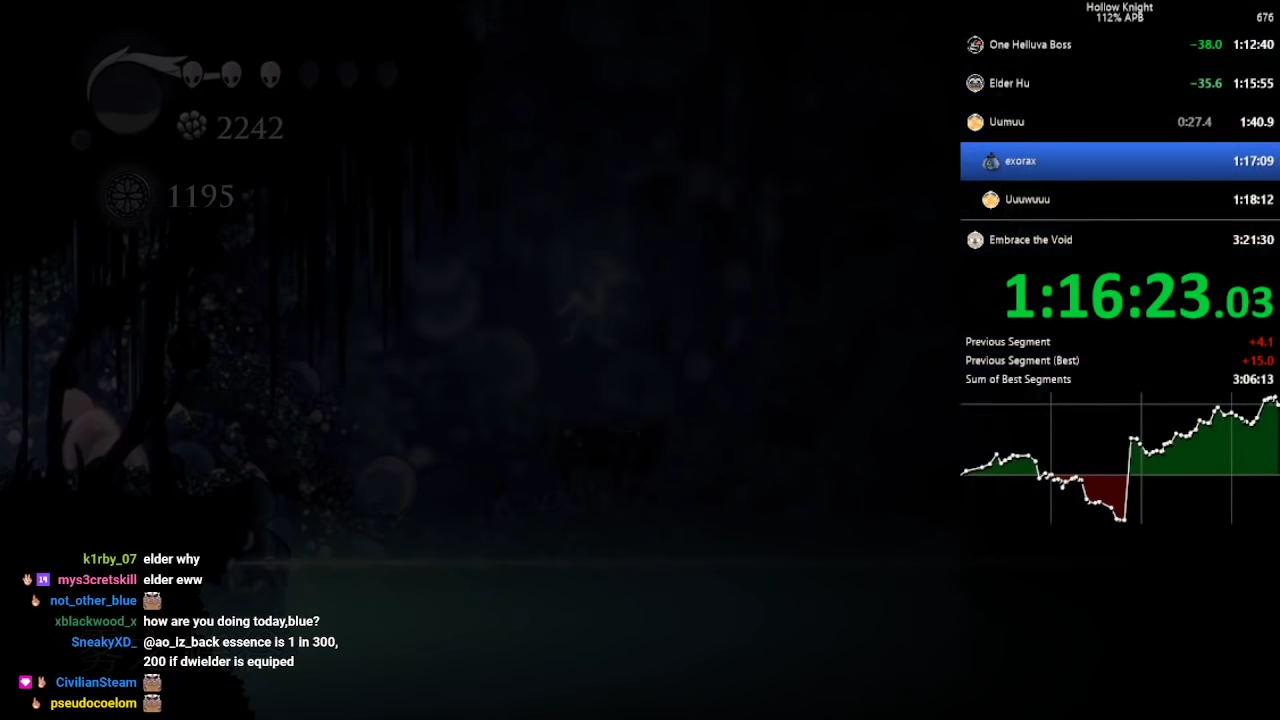 Hollow Knight
112% APB 676
One Helluva Boss -38.0 1:12:40
Elder Hu -35.6 1:15:55
Uumuu 0:27.4 1:40.9
exorax 1:17:09
Uuuwuuu 1:18:12
Embrace the Void 3:21:30
1:16:23.03
Previous Segment +4.1
Previous Segment (Best) +15.0
Sum of Best Segments 3:06:13
2242
1195
k1rby_07 elder why
19 mys3cretskill elder eww
not_other_blue
xblackwood_x how are you doing today,blue?
SneakyXD_ @ao_iz_back essence is 1 in 300,
200 if dwielder is equiped
CivilianSteam
pseudocoelom